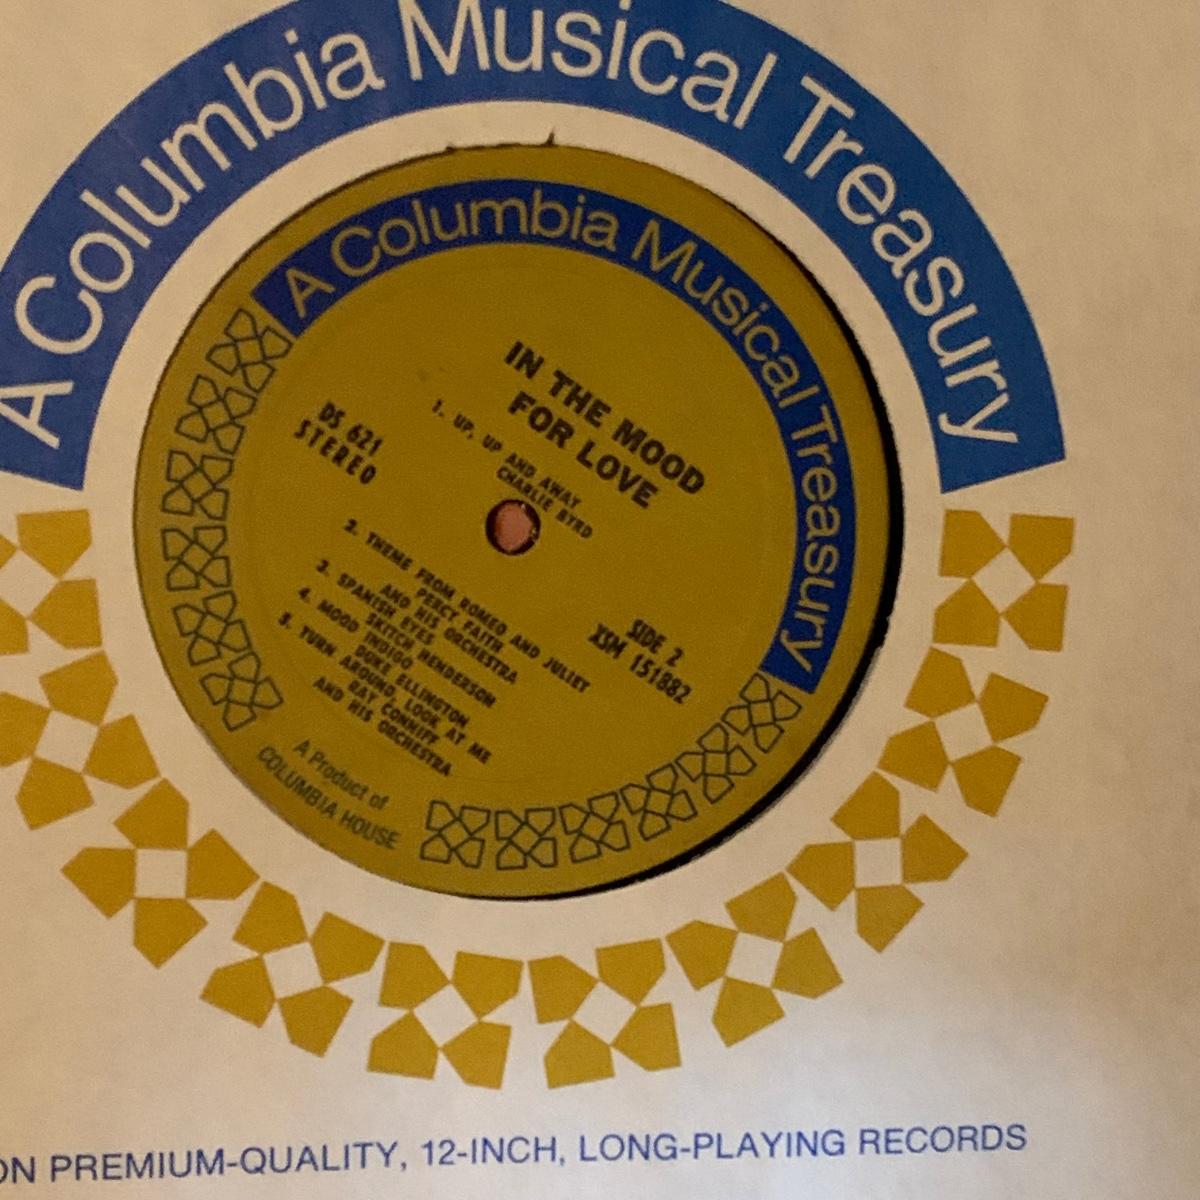 A Columbia Musical Treasury
A Columbia Musical Treasury
IN THE MOOD
FOR LOVE
DS 621
STEREO
1. UP, UP AND AWAY
CHARLIE BYRD
2. THEME FROM ROMEO AND JULIET
PERCY FAITH
AND HIS ORCHESTRA
3. SPANISH EYES
SKITCH HENDERSON
4. MOOD INDIGO
DUKE ELLINGTON
5. TURN AROUND, LOOK AT ME
RAY CONNIFF
AND HIS ORCHESTRA
SIDE 2
XSM 151882
A Product of
COLUMBIA HOUSE
ON PREMIUM-QUALITY, 12-INCH, LONG-PLAYING RECORDS